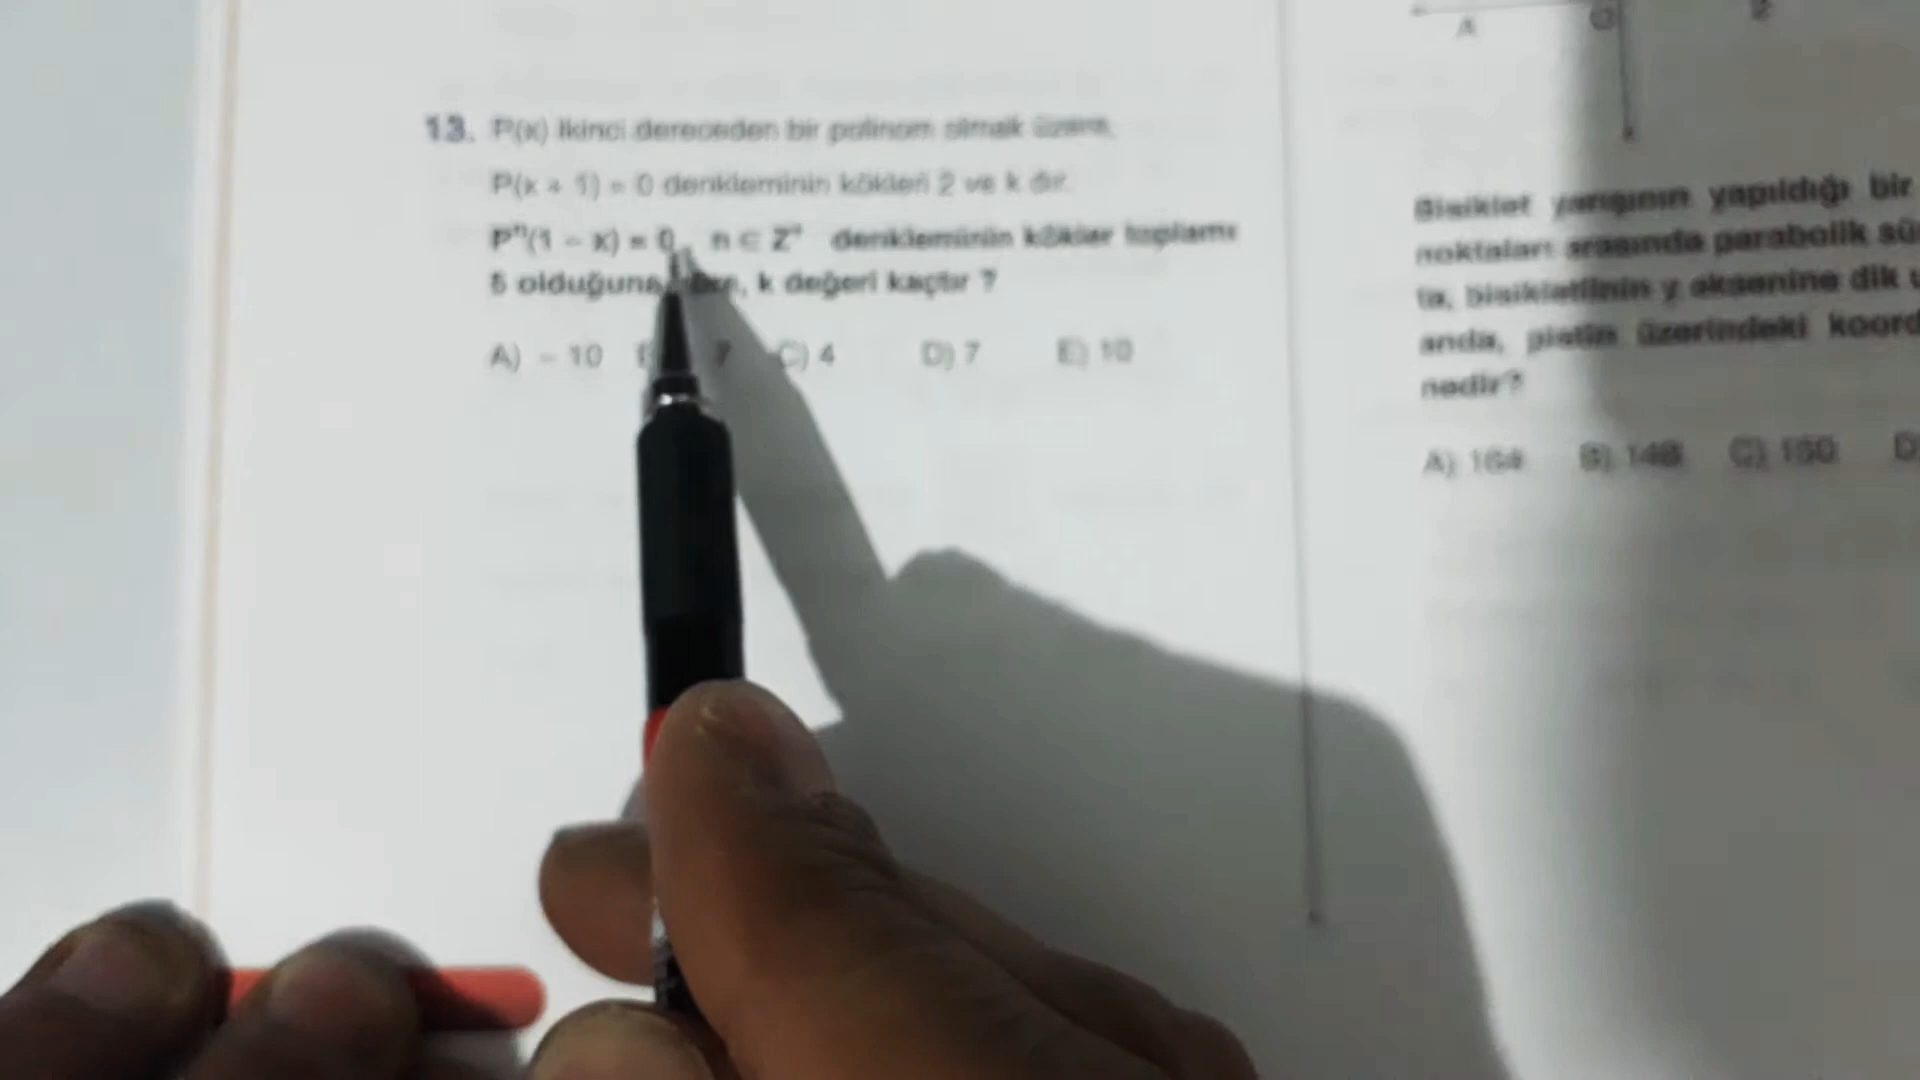 13. P(x) ikinci dereceden bir polinom olmak üzere,
P(x + 1) = 0 denkleminin kökleri 2 ve k dır.
Pⁿ(1 - x) = 0, n ∈ Z⁺ denkleminin kökler toplamı
5 olduğuna göre, k değeri kaçtır ?
A) - 10 7 C) 4 D) 7 E) 10
A
Bisiklet yarışının yapıldığı bir
noktaları arasında parabolik
ta, bisikletlinin y eksenine dik
anda, pistin üzerindeki
nedir?
A) 164 B) 148 C) 150 D